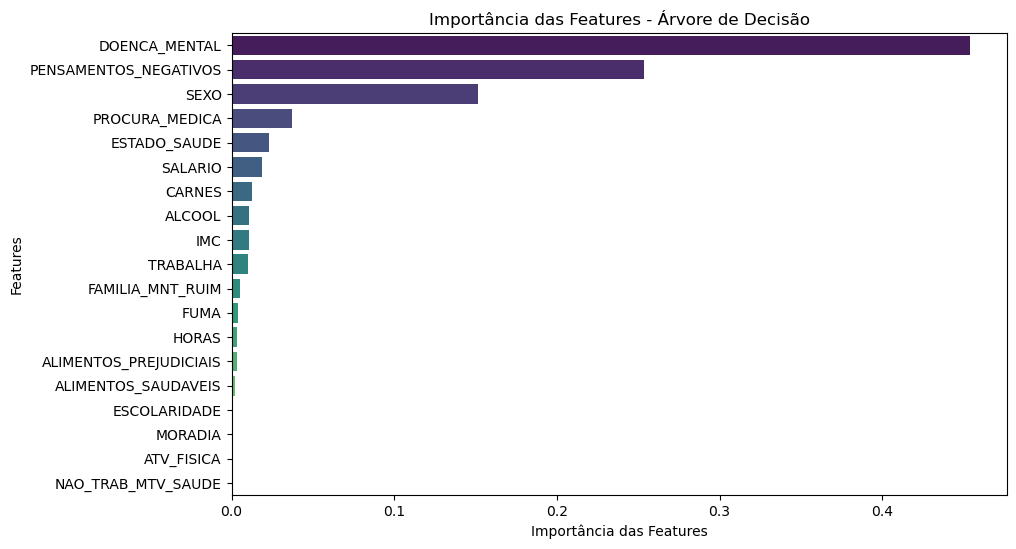 Importância das Features - Árvore de Decisão
DOENCA_MENTAL
PENSAMENTOS_NEGATIVOS
SEXO
PROCURA_MEDICA
ESTADO_SAUDE
SALARIO
CARNES
ALCOOL
IMC
TRABALHA
FAMILIA_MNT_RUIM
FUMA
HORAS
ALIMENTOS_PREJUDICIAIS
ALIMENTOS_SAUDAVEIS
ESCOLARIDADE
MORADIA
ATV_FISICA
NAO_TRAB_MTV_SAUDE
Features
0.0 0.1 0.2 0.3 0.4
Importância das Features